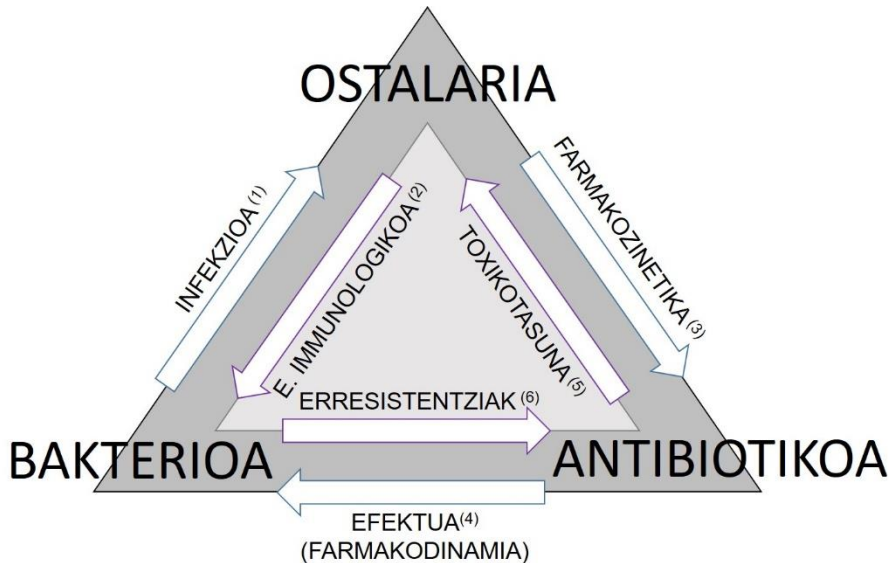 OSTALARIA
INFEKZIOA (1)
E. IMMUNOLOGIKOA (2)
TOXIKOTASUNA (5)
FARMAKOZINETIKA (3)
ERRESISTENTZIAK (6)
BAKTERIOA
ANTIBIOTIKOA
EFEKTUA(4)
(FARMAKODINAMIA)